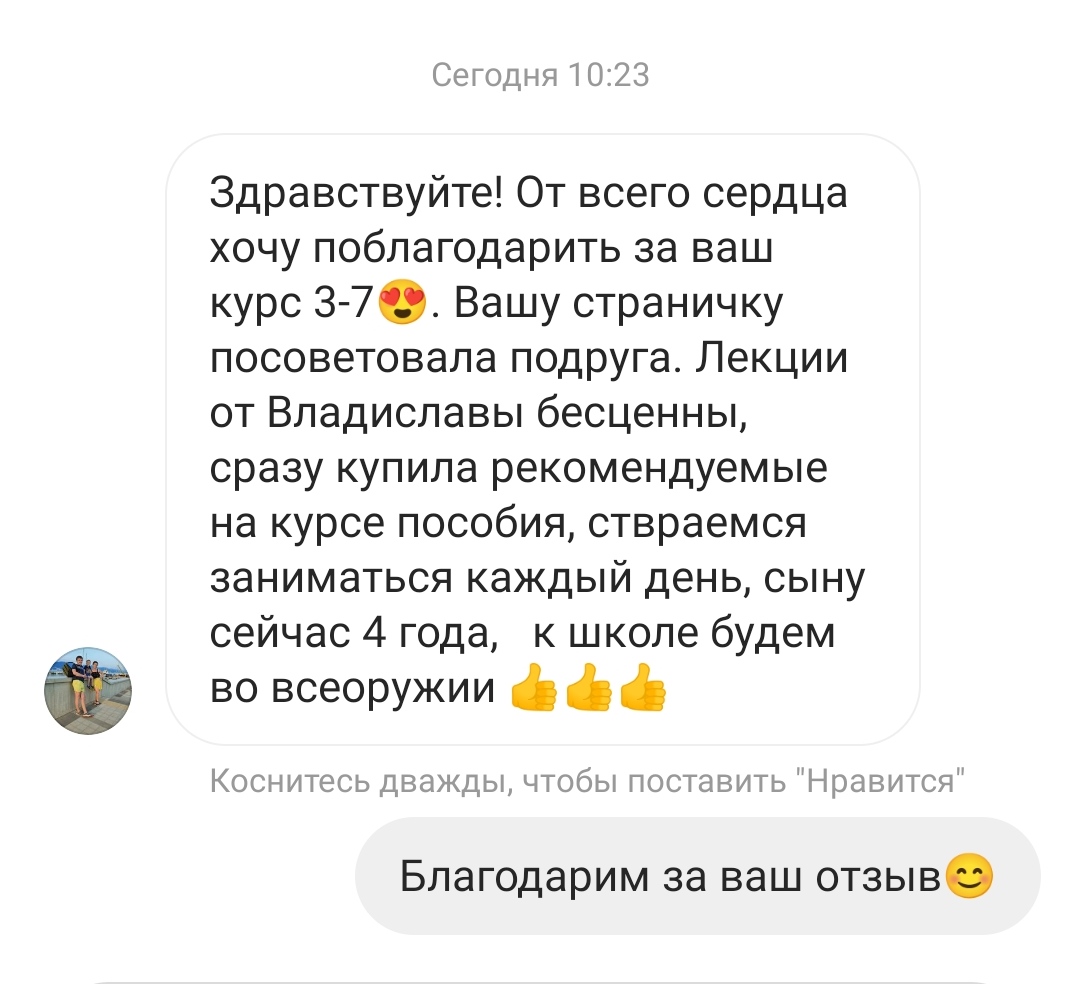 Сегодня 10:23
Здравствуйте! От всего сердца
хочу поблагодарить за ваш
курс 3-7😍. Вашу страничку
посоветовала подруга. Лекции
от Владиславы бесценны,
сразу купила рекомендуемые
на курсе пособия, ствраемся
заниматься каждый день, сыну
сейчас 4 года,   к школе будем
во всеоружии 👍👍👍
Коснитесь дважды, чтобы поставить "Нравится"
Благодарим за ваш отзыв😊